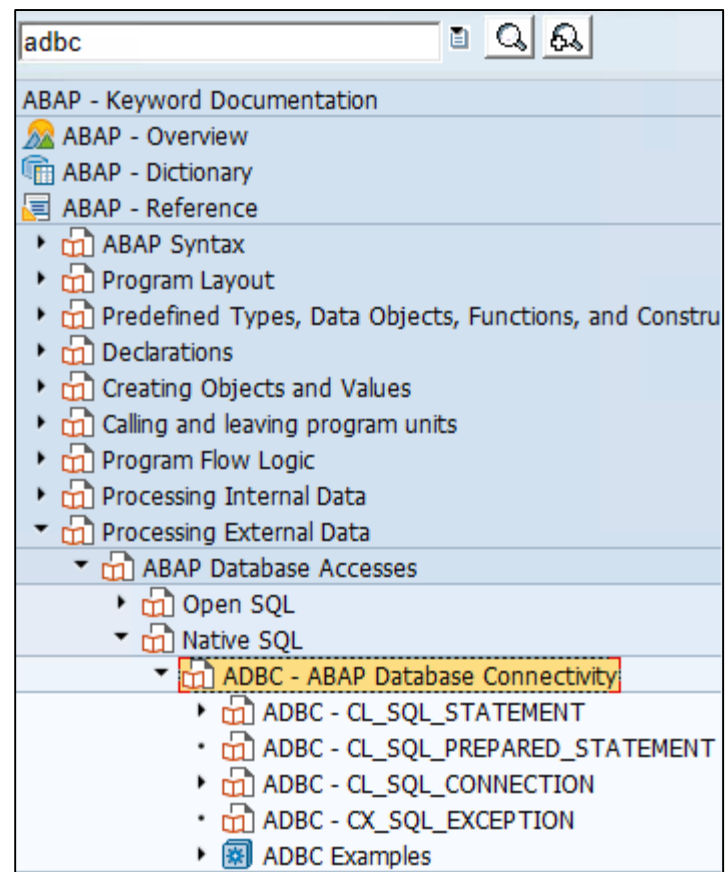 adbc
ABAP - Keyword Documentation
ABAP - Overview
ABAP - Dictionary
ABAP - Reference
ABAP Syntax
Program Layout
Predefined Types, Data Objects, Functions, and Constru
Declarations
Creating Objects and Values
Calling and leaving program units
Program Flow Logic
Processing Internal Data
Processing External Data
ABAP Database Accesses
Open SQL
Native SQL
ADBC - ABAP Database Connectivity
ADBC - CL_SQL_STATEMENT
ADBC - CL_SQL_PREPARED_STATEMENT
ADBC - CL_SQL_CONNECTION
ADBC - CX_SQL_EXCEPTION
ADBC Examples